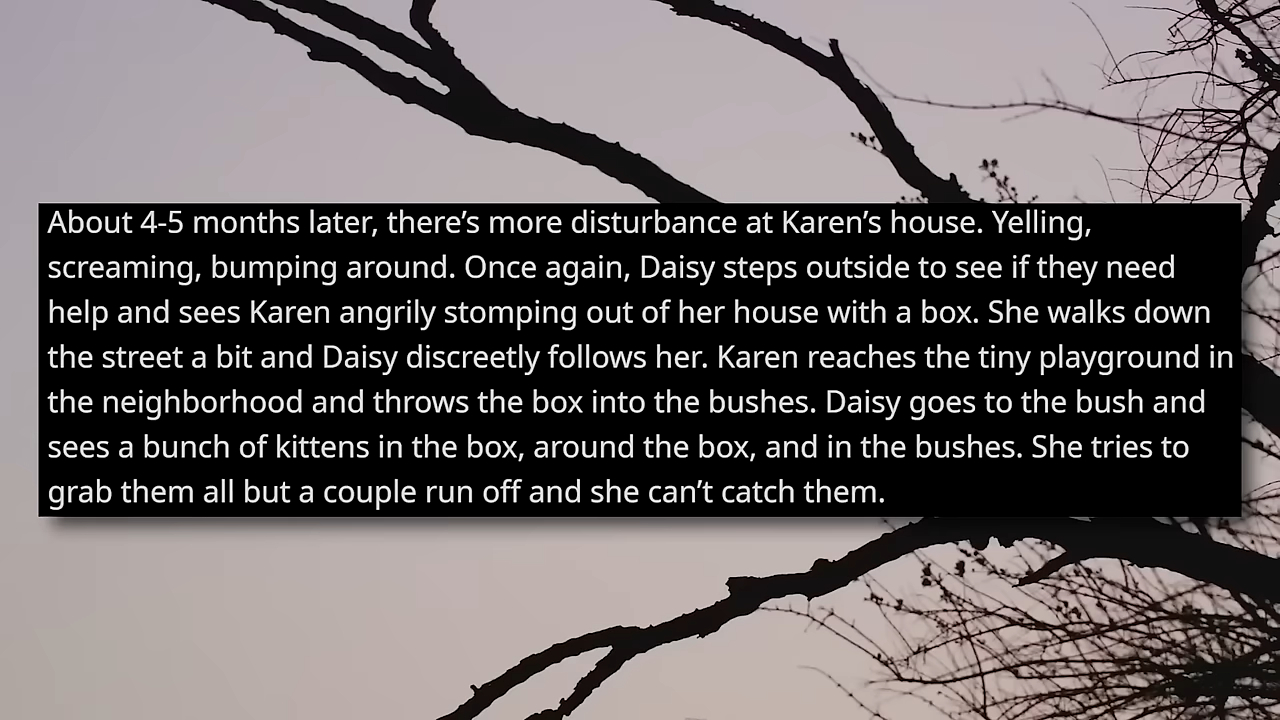 About 4-5 months later, there’s more disturbance at Karen’s house. Yelling,
screaming, bumping around. Once again, Daisy steps outside to see if they need
help and sees Karen angrily stomping out of her house with a box. She walks down
the street a bit and Daisy discreetly follows her. Karen reaches the tiny playground in
the neighborhood and throws the box into the bushes. Daisy goes to the bush and
sees a bunch of kittens in the box, around the box, and in the bushes. She tries to
grab them all but a couple run off and she can’t catch them.